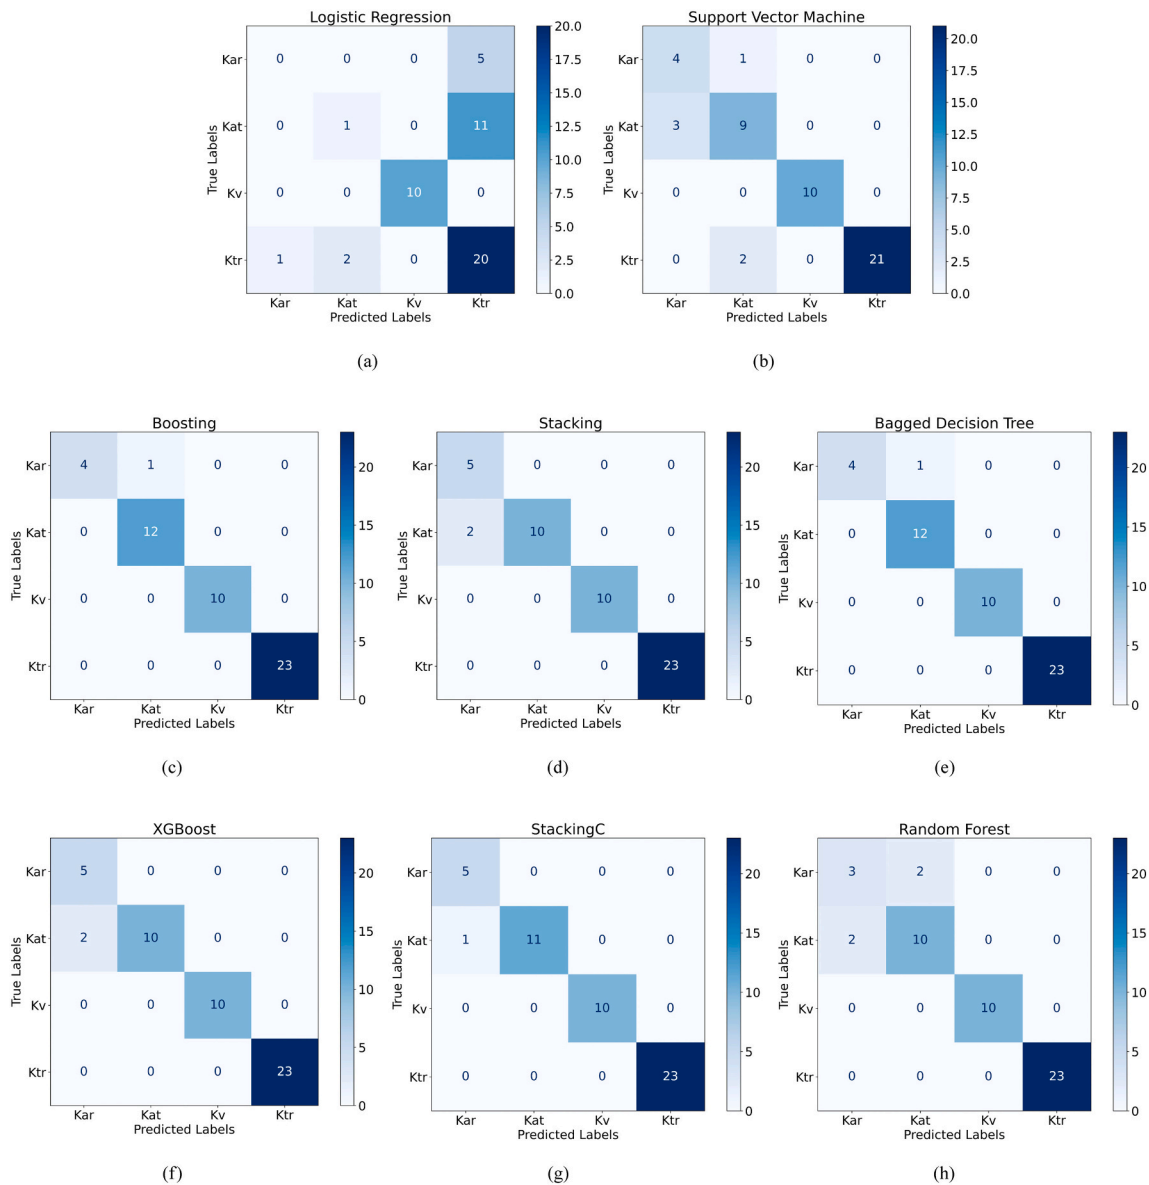 Logistic Regression
Kar 0 0 0 5
Kat 0 1 0 11
Kv 0 0 10 0
Ktr 1 2 0 20
Kar Kat Kv Ktr
Predicted Labels
True Labels
20.0
17.5
15.0
12.5
10.0
7.5
5.0
2.5
0.0
(a)
Support Vector Machine
Kar 4 1 0 0
Kat 3 9 0 0
Kv 0 0 10 0
Ktr 0 2 0 21
Kar Kat Kv Ktr
Predicted Labels
True Labels
20.0
17.5
15.0
12.5
10.0
7.5
5.0
2.5
0.0
(b)
Boosting
Kar 4 1 0 0
Kat 0 12 0 0
Kv 0 0 10 0
Ktr 0 0 0 23
Kar Kat Kv Ktr
Predicted Labels
True Labels
20
15
10
5
0
(c)
Stacking
Kar 5 0 0 0
Kat 2 10 0 0
Kv 0 0 10 0
Ktr 0 0 0 23
Kar Kat Kv Ktr
Predicted Labels
True Labels
20
15
10
5
0
(d)
Bagged Decision Tree
Kar 4 1 0 0
Kat 0 12 0 0
Kv 0 0 10 0
Ktr 0 0 0 23
Kar Kat Kv Ktr
Predicted Labels
True Labels
20
15
10
5
0
(e)
XGBoost
Kar 5 0 0 0
Kat 2 10 0 0
Kv 0 0 10 0
Ktr 0 0 0 23
Kar Kat Kv Ktr
Predicted Labels
True Labels
20
15
10
5
0
(f)
StackingC
Kar 5 0 0 0
Kat 1 11 0 0
Kv 0 0 10 0
Ktr 0 0 0 23
Kar Kat Kv Ktr
Predicted Labels
True Labels
20
15
10
5
0
(g)
Random Forest
Kar 3 2 0 0
Kat 2 10 0 0
Kv 0 0 10 0
Ktr 0 0 0 23
Kar Kat Kv Ktr
Predicted Labels
True Labels
20
15
10
5
0
(h)